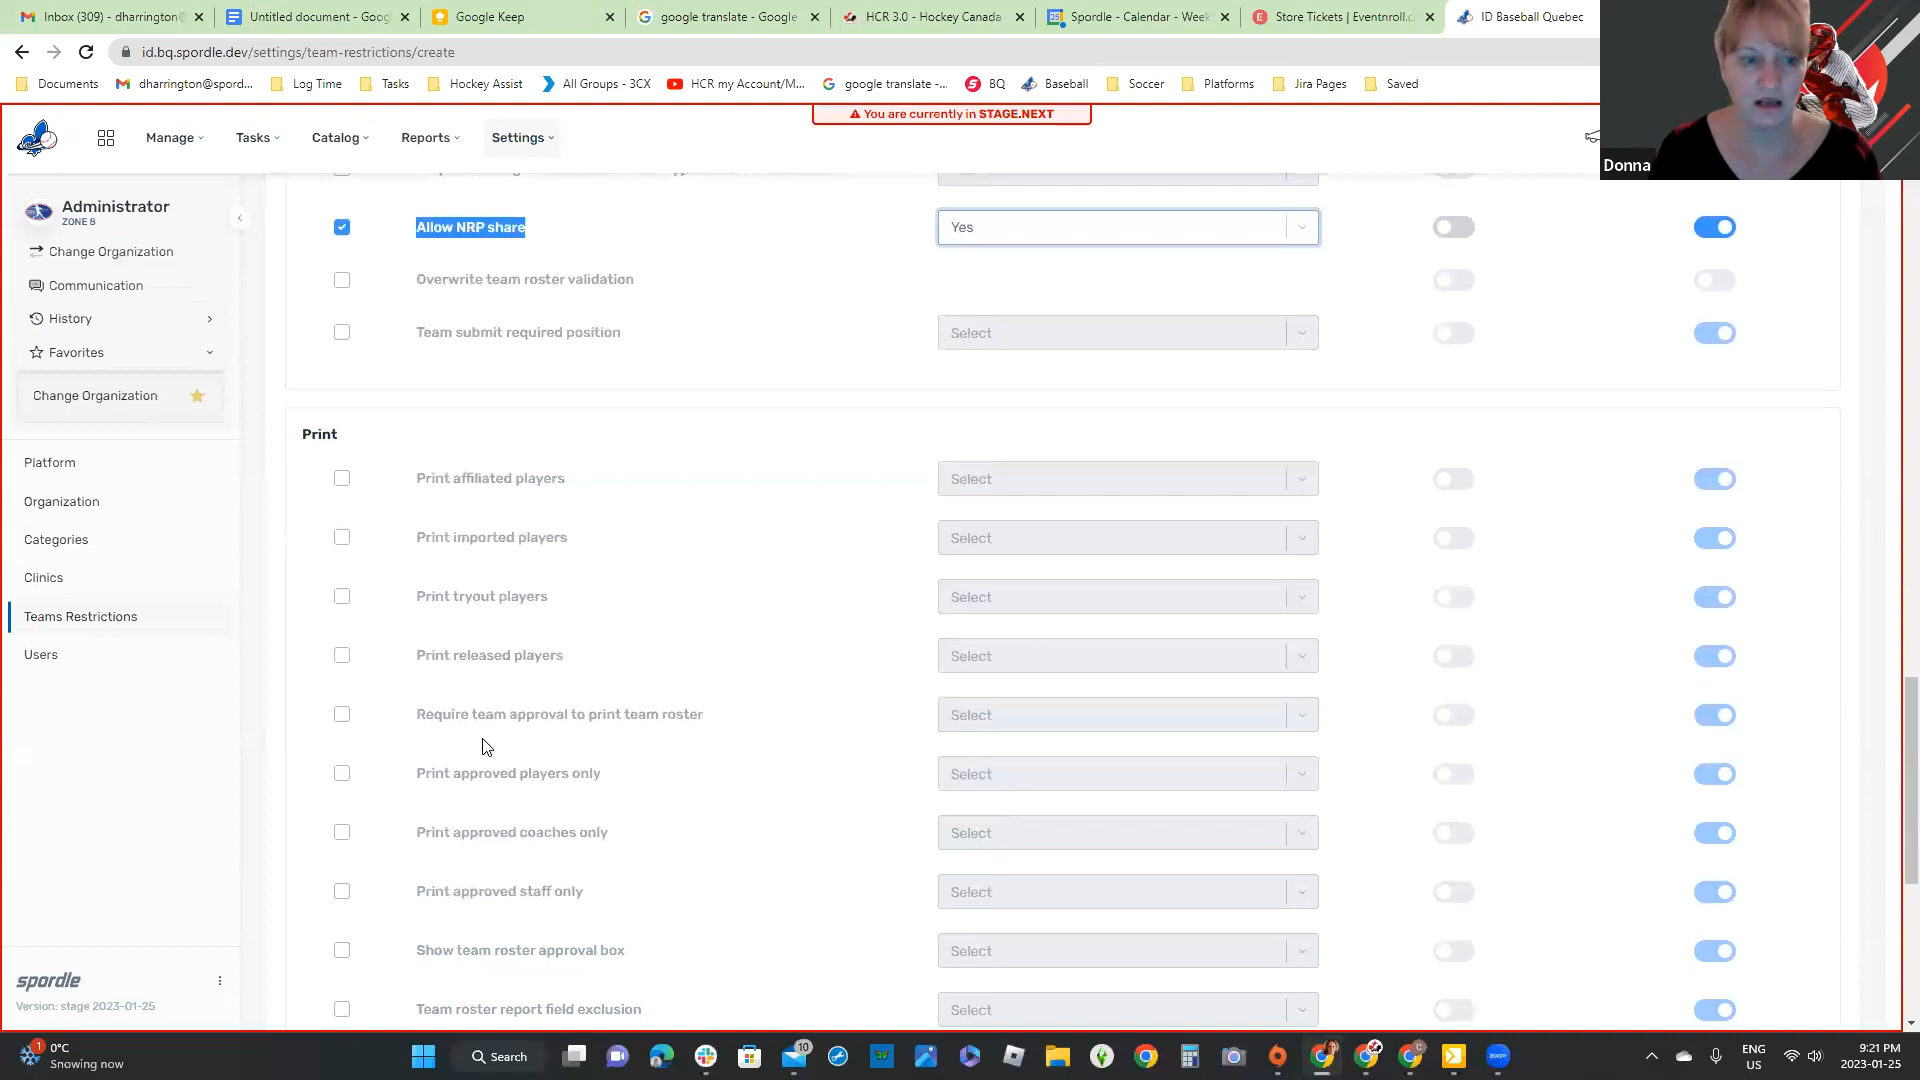 Inbox (309) - dharrington@
Untitled document - Goog
Google Keep
google translate - Google
HCR 3.0 - Hockey Canada
Spordle - Calendar - Week
Store Tickets | Eventnroll.c
ID Baseball Quebec
id.bq.spordle.dev/settings/team-restrictions/create
Documents
dharrington@spord...
Log Time
Tasks
Hockey Assist
All Groups - 3CX
HCR my Account/M...
google translate -...
BQ
Baseball
Soccer
Platforms
Jira Pages
Saved
You are currently in STAGE.NEXT
Manage
Tasks
Catalog
Reports
Settings
Donna
Administrator
ZONE 8
Change Organization
Communication
History
Favorites
Change Organization
Platform
Organization
Categories
Clinics
Teams Restrictions
Users
spordle
Version: stage 2023-01-25
Allow NRP share
Yes
Overwrite team roster validation
Team submit required position
Select
Print
Print affiliated players
Select
Print imported players
Select
Print tryout players
Select
Print released players
Select
Require team approval to print team roster
Select
Print approved players only
Select
Print approved coaches only
Select
Print approved staff only
Select
Show team roster approval box
Select
Team roster report field exclusion
Select
1
0°C
Snowing now
Search
10
zoom
ENG
US
9:21 PM
2023-01-25